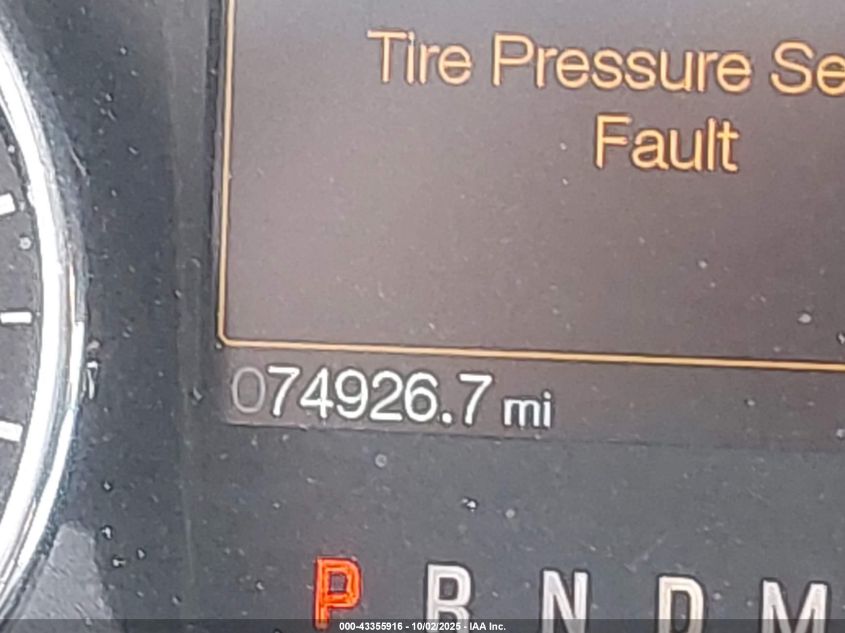 Tire Pressure Se
Fault
074926.7 mi
P R N D M
000-43355916 - 10/02/2025 - IAA Inc.